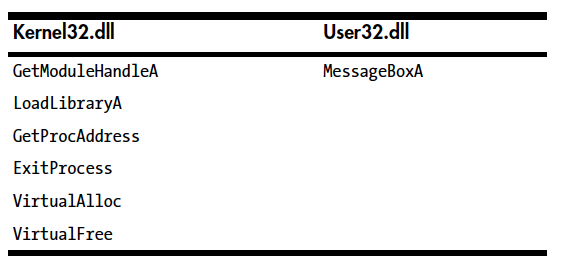 Kernel32.dll User32.dll
GetModuleHandleA MessageBoxA
LoadLibraryA
GetProcAddress
ExitProcess
VirtualAlloc
VirtualFree